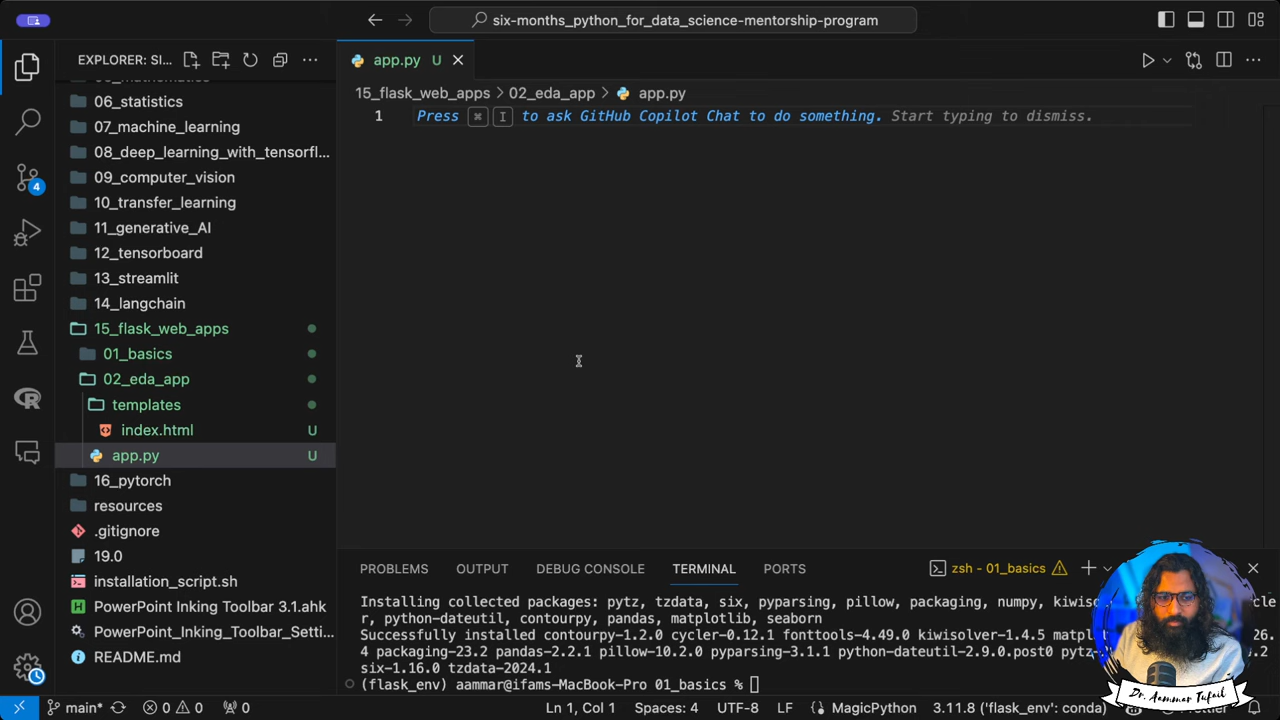 six-months_python_for_data_science-mentorship-program
EXPLORER: SI...
app.py U
15_flask_web_apps > 02_eda_app > app.py
1 Press ⌘ I to ask GitHub Copilot Chat to do something. Start typing to dismiss.
06_statistics
07_machine_learning
08_deep_learning_with_tensorfl...
09_computer_vision
10_transfer_learning
11_generative_AI
12_tensorboard
13_streamlit
14_langchain
15_flask_web_apps
01_basics
02_eda_app
templates
index.html U
app.py U
16_pytorch
resources
.gitignore
19.0
installation_script.sh
PowerPoint Inking Toolbar 3.1.ahk
PowerPoint_Inking_Toolbar_Setti...
README.md
4
PROBLEMS OUTPUT DEBUG CONSOLE TERMINAL PORTS zsh - 01_basics
Installing collected packages: pytz, tzdata, six, pyparsing, pillow, packaging, numpy, kiwiso
r, python-dateutil, contourpy, pandas, matplotlib, seaborn
Successfully installed contourpy-1.2.0 cycler-0.12.1 fonttools-4.49.0 kiwisolver-1.4.5 matpl 26.
4 packaging-23.2 pandas-2.2.1 pillow-10.2.0 pyparsing-3.1.1 python-dateutil-2.9.0.post0 pytz-
six-1.16.0 tzdata-2024.1
(flask_env) aammar@ifams-MacBook-Pro 01_basics %
Dr. Aammar Tufail
main* 0 0 0 Ln 1, Col 1 Spaces: 4 UTF-8 LF MagicPython 3.11.8 ('flask_env': conda)